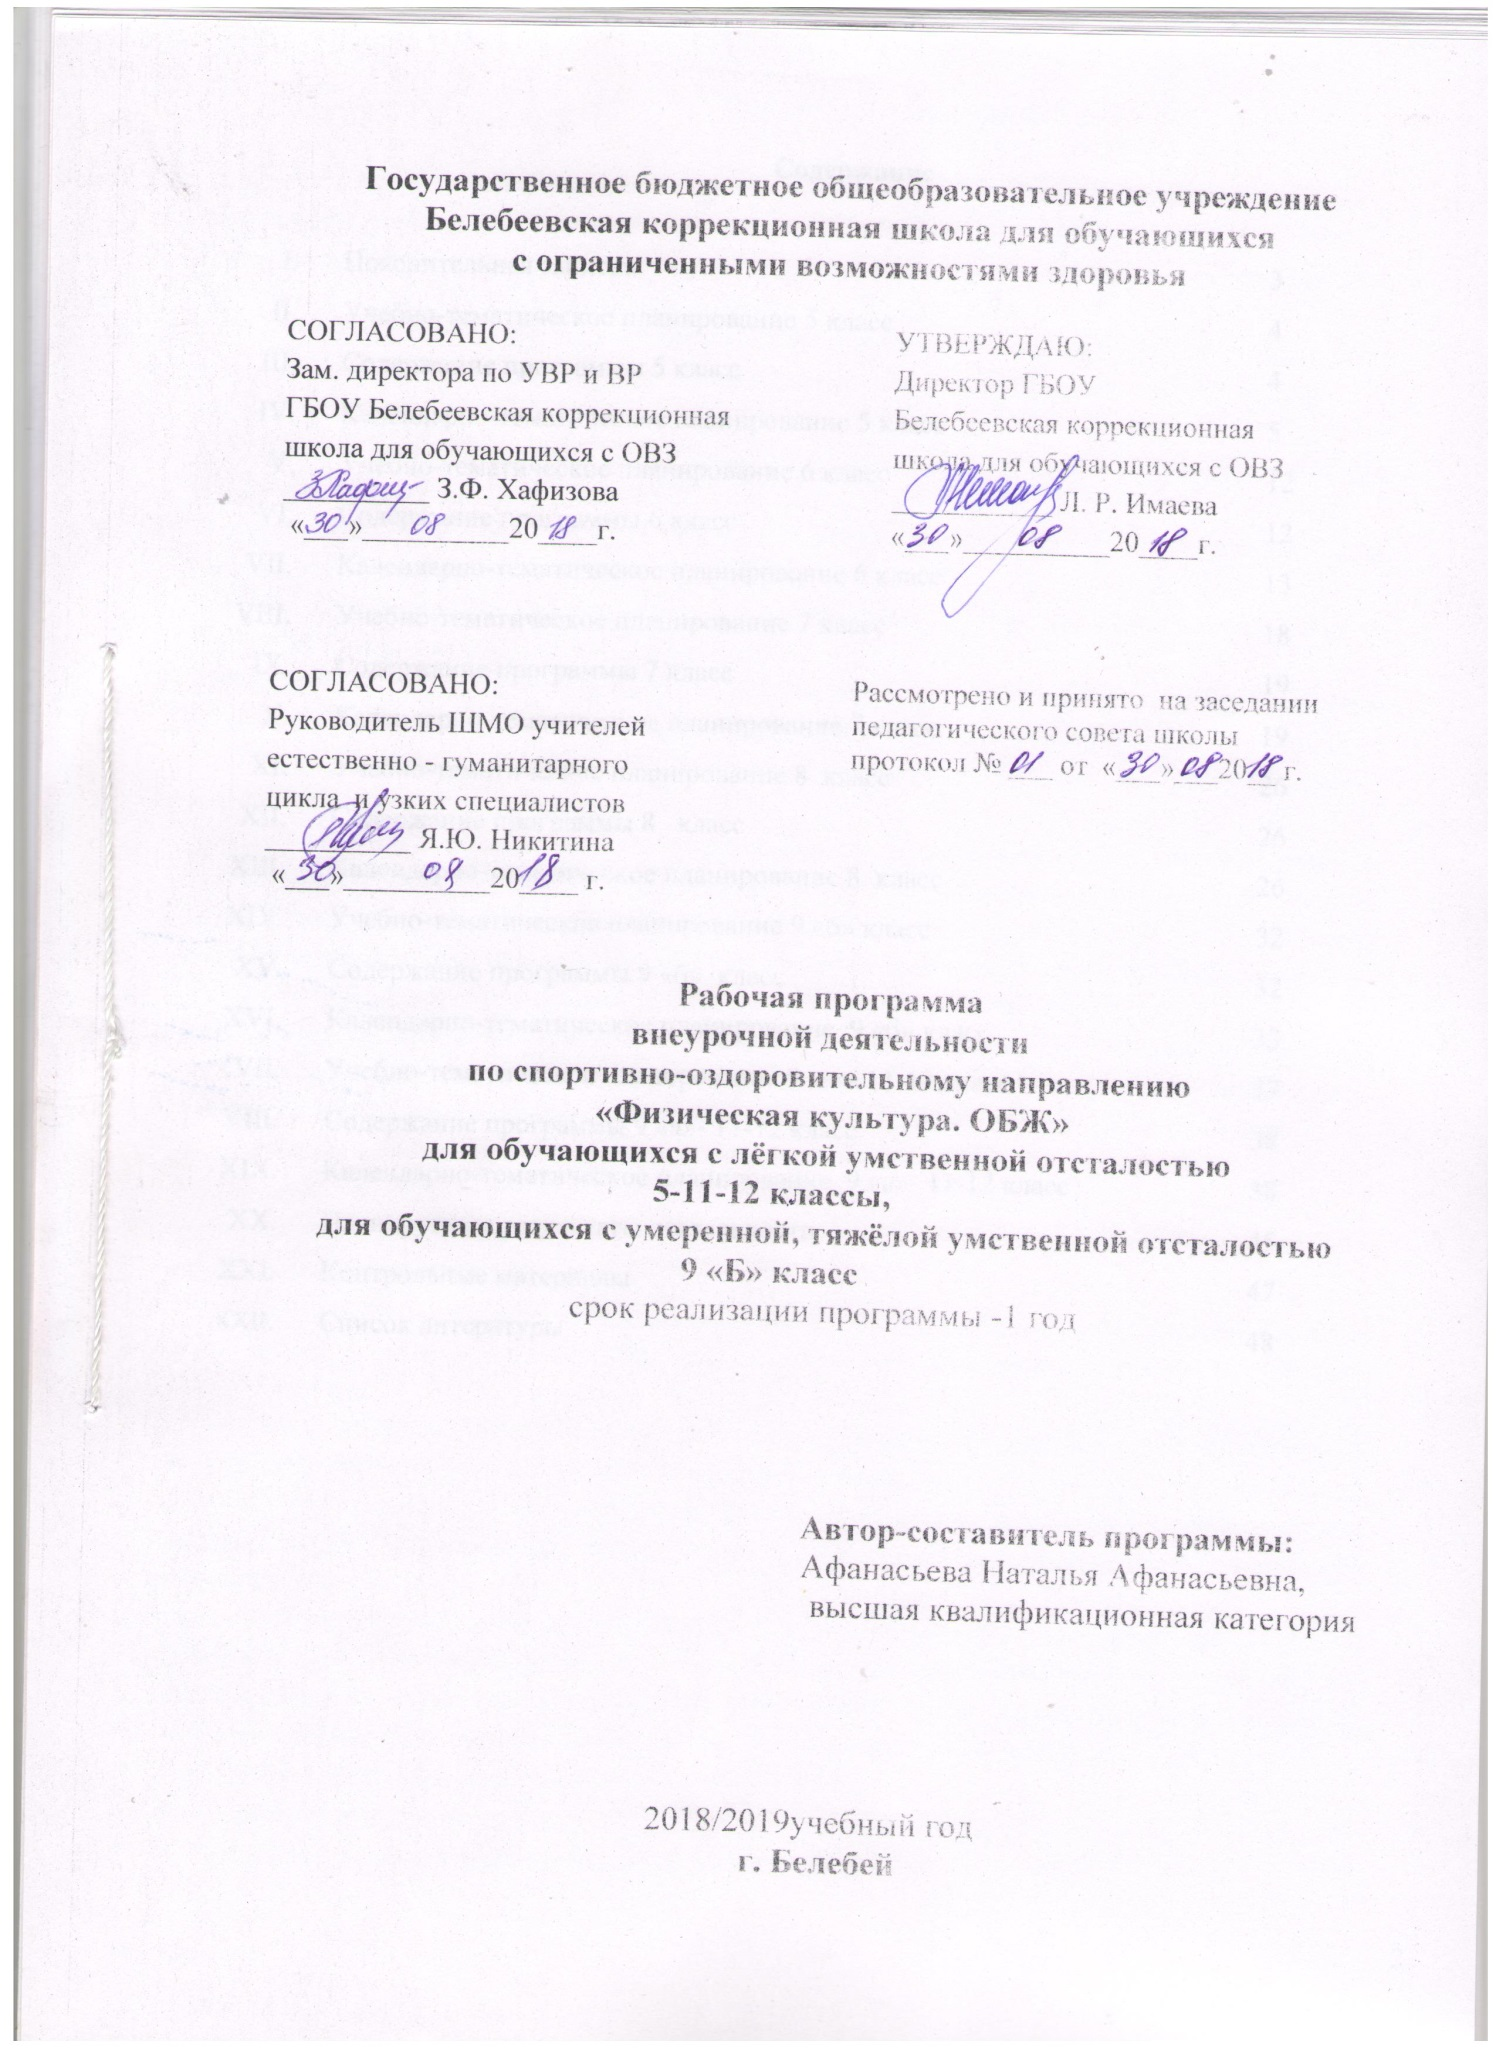 Государственное бюджетное общеобразовательное учреждение
Белебеевская коррекционная школа для обучающихся
с ограниченными возможностями здоровья
СОГЛАСОВАНО:
Зам. директора по УВР и ВР
ГБОУ Белебеевская коррекционная
школа для обучающихся с ОВЗ
__________ З.Ф. Хафизова
«30» 08 2018 г.
УТВЕРЖДАЮ:
Директор ГБОУ
Белебеевская коррекционная
школа для обучающихся с ОВЗ
__________ Л. Р. Имаева
«30» 08 2018 г.
СОГЛАСОВАНО:
Руководитель ШМО учителей
естественно - гуманитарного
цикла и узких специалистов
__________ Я.Ю. Никитина
«30» 08 2018 г.
Рассмотрено и принято на заседании
педагогического совета школы
протокол № 01 от «30» 08 2018 г.
Рабочая программа
внеурочной деятельности
по спортивно-оздоровительному направлению
«Физическая культура. ОБЖ»
для обучающихся с лёгкой умственной отсталостью
5-11-12 классы,
для обучающихся с умеренной, тяжёлой умственной отсталостью
9 «Б» класс
срок реализации программы -1 год
Автор-составитель программы:
Афанасьева Наталья Афанасьевна,
высшая квалификационная категория
2018/2019учебный год
г. Белебей